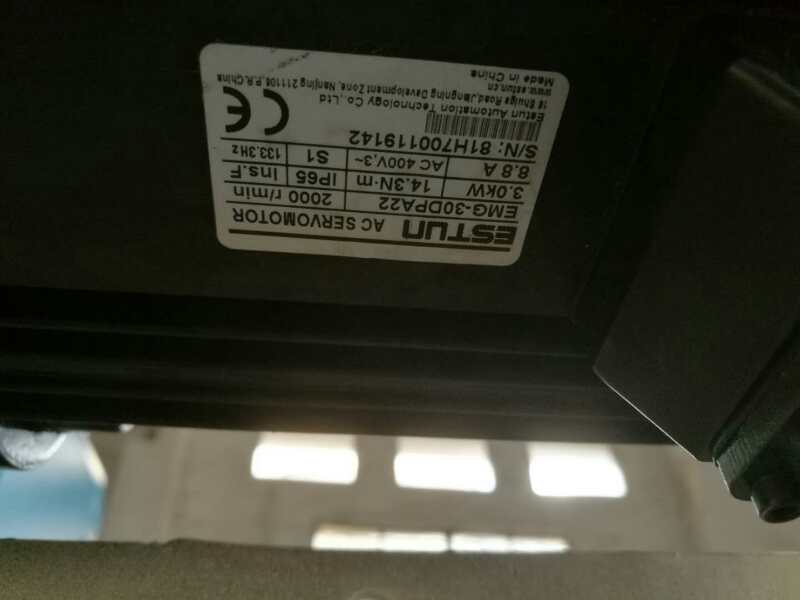 ESTUN AC SERVOMOTOR
EMG-30DPA22 2000 r/min
3.0kW 14.3N·m IP65 Ins.F
8.8 A AC 400V,3~ S1 133.3Hz
S/N: 81H700119142
CE
Estun Automation Technology Co.,Ltd
16 Shuige Road,Jiangning Development Zone, Nanjing 211106,P.R.China
www.estun.cn
Made in China